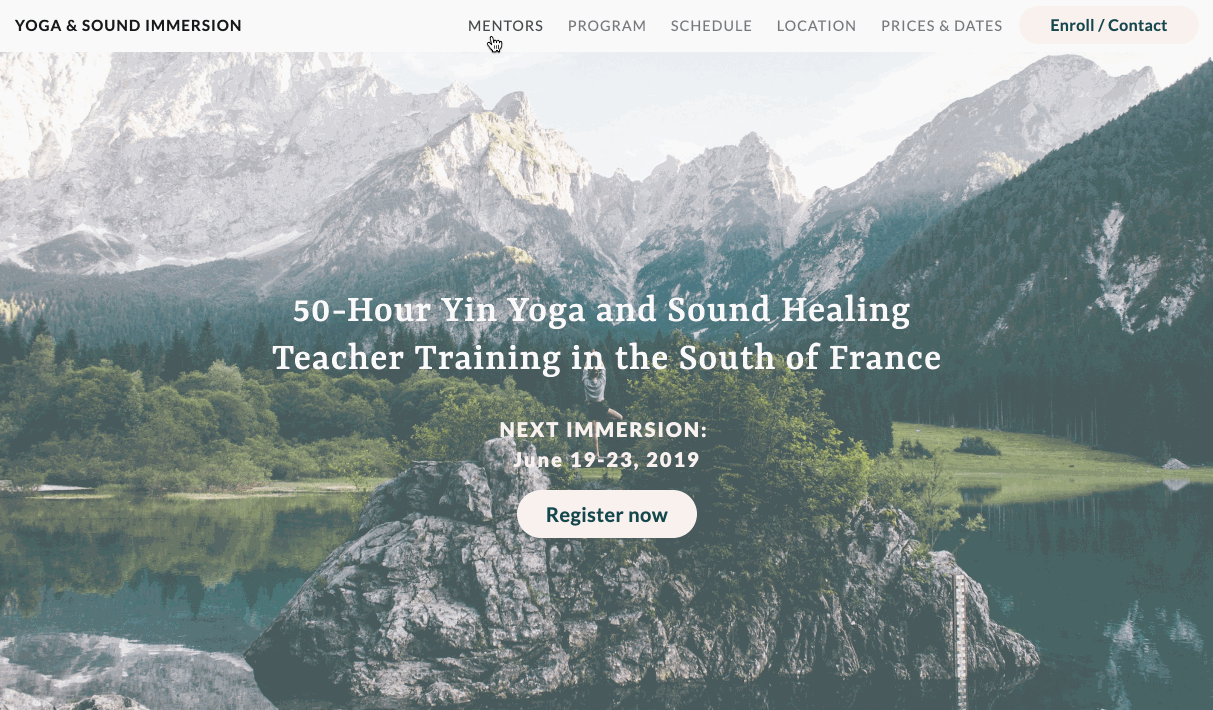 YOGA & SOUND IMMERSION
MENTORS
PROGRAM
SCHEDULE
LOCATION
PRICES & DATES
Enroll / Contact
50-Hour Yin Yoga and Sound Healing
Teacher Training in the South of France
NEXT IMMERSION:
June 19-23, 2019
Register now